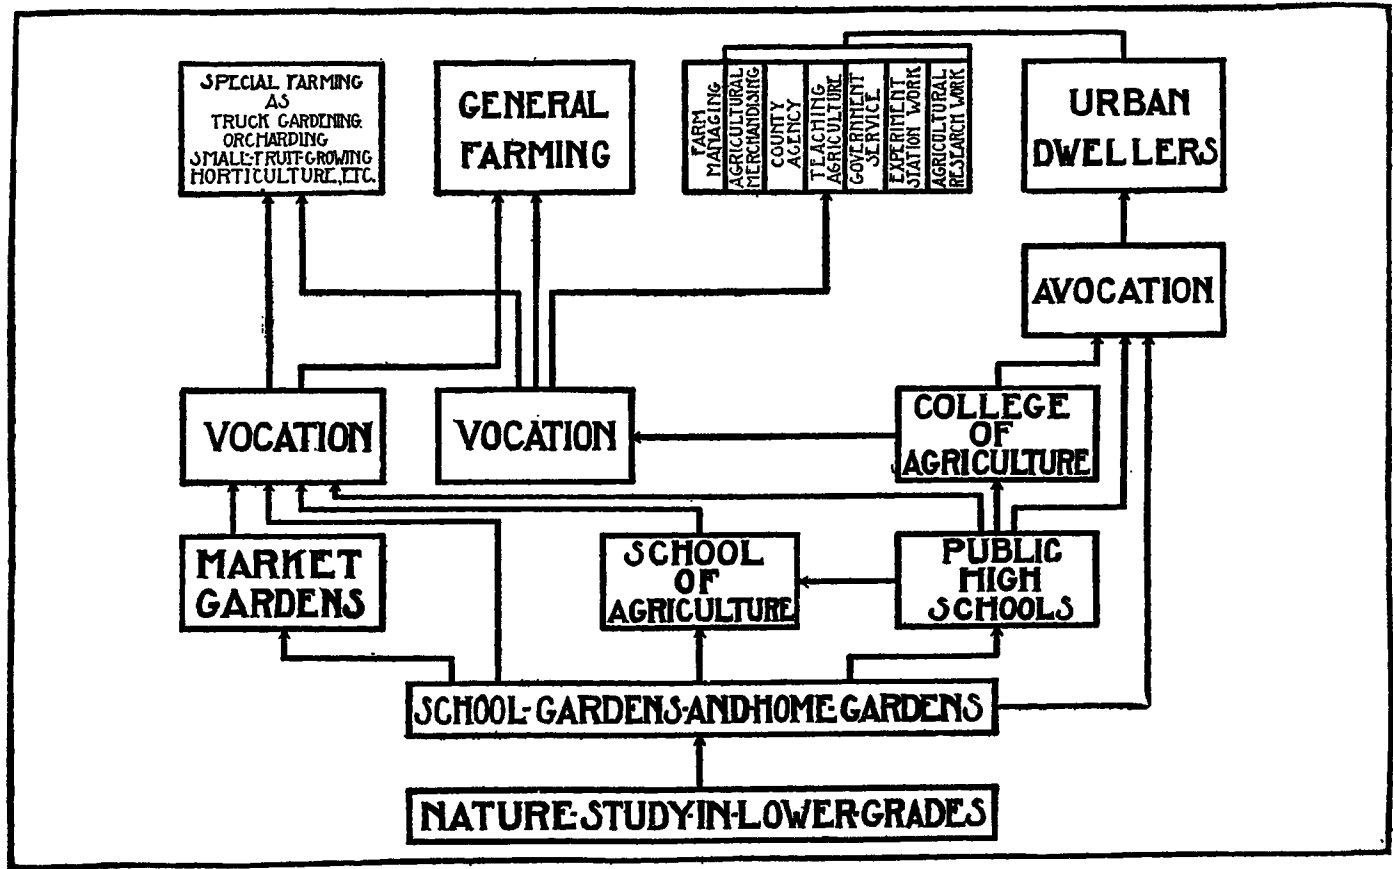 SPECIAL FARMING
AS
TRUCK GARDENING.
ORCHARDING
SMALL-FRUIT-GROWING
HORTICULTURE, ETC.
GENERAL
FARMING
FARM
MANAGING
AGRICULTURAL
MERCHANDISING
COUNTY
AGENCY
TEACHING
AGRICULTURE
GOVERNMENT
SERVICE
EXPERIMENT
STATION WORK
AGRICULTURAL
RESEARCH WORK
URBAN
DWELLERS
AVOCATION
VOCATION
VOCATION
COLLEGE
OF
AGRICULTURE
MARKET
GARDENS
SCHOOL
OF
AGRICULTURE
PUBLIC
HIGH
SCHOOLS
SCHOOL-GARDENS-AND-HOME-GARDENS
NATURE-STUDY-IN-LOWER-GRADES